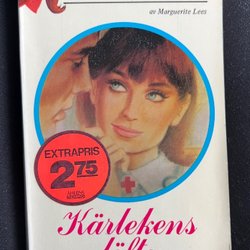 av Marguerite Lees
EXTRAPRIS
2.75
Kärlekens